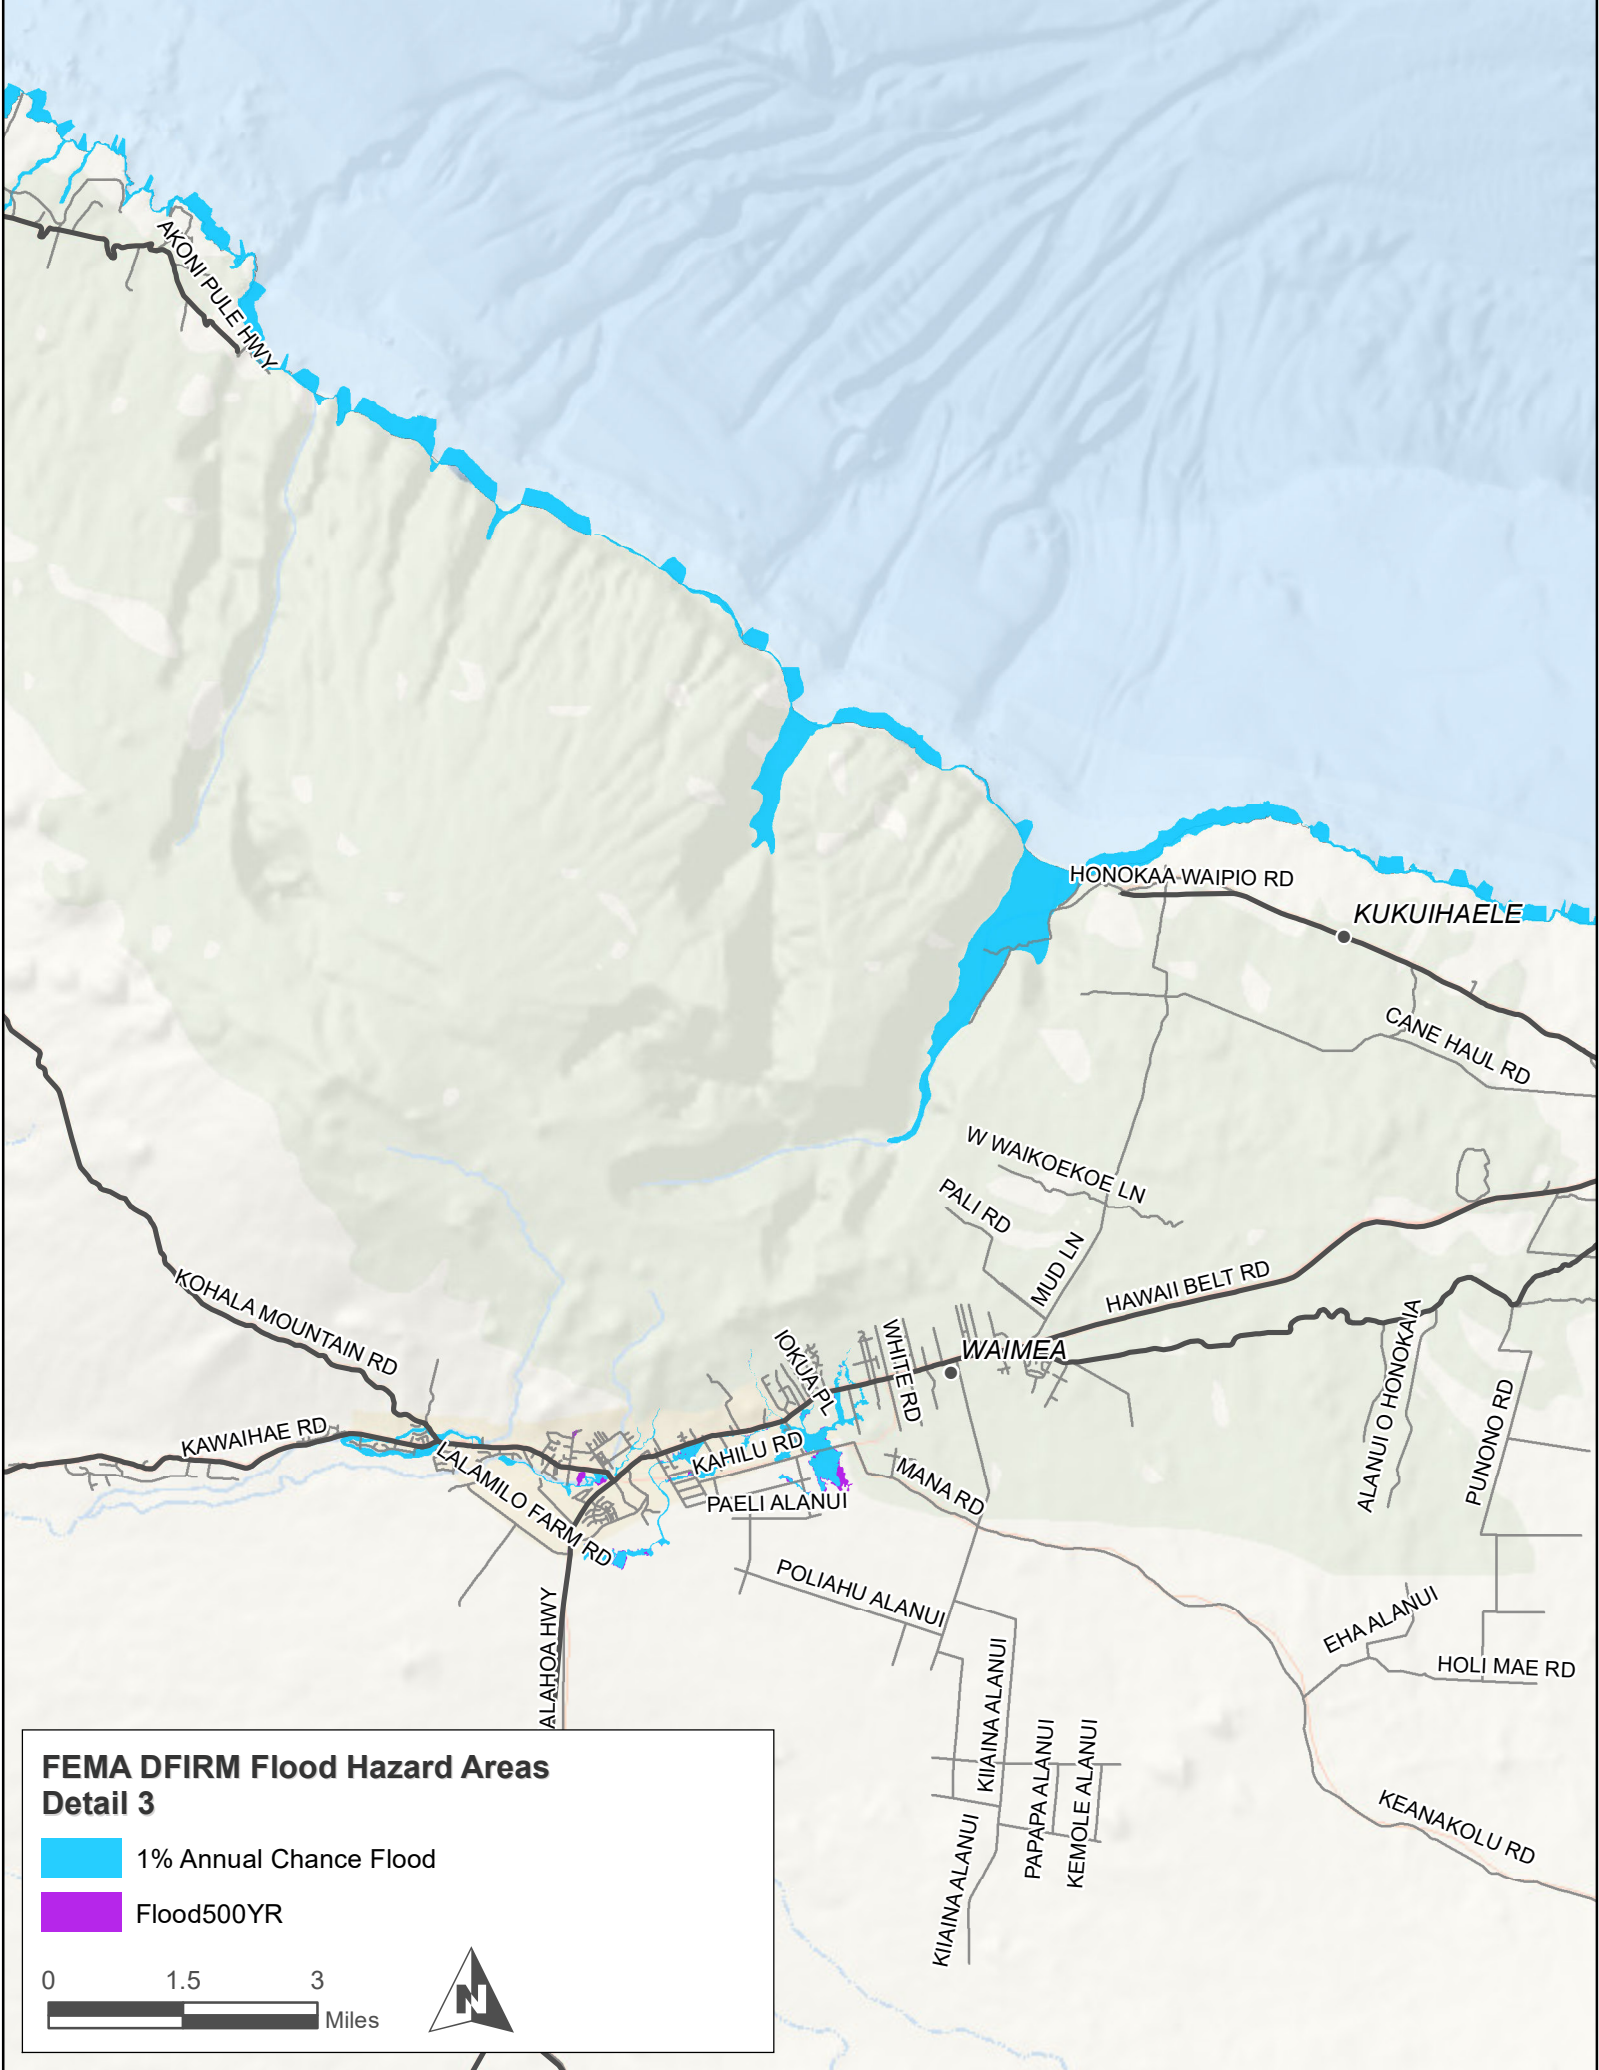 AKONI PULE HWY
HONOKAA WAIPIO RD
KUKUIHAELE
CANE HAUL RD
W WAIKOEKOE LN
PALI RD
MUD LN
HAWAII BELT RD
KOHALA MOUNTAIN RD
IOKUA PL
WHITE RD
WAIMEA
ALANUI O HONOKAIA
PUNONO RD
KAWAIHAE RD
LALAMILO FARM RD
KAHILU RD
MANA RD
PAELI ALANUI
POLIAHU ALANUI
EHA ALANUI
HOLI MAE RD
ALAHOA HWY
KIIAINA ALANUI
PAPAPA ALANUI
KEMOLE ALANUI
KIIAINA ALANUI
KEANAKOLU RD
FEMA DFIRM Flood Hazard Areas
Detail 3
1% Annual Chance Flood
Flood500YR
0 1.5 3
Miles
N